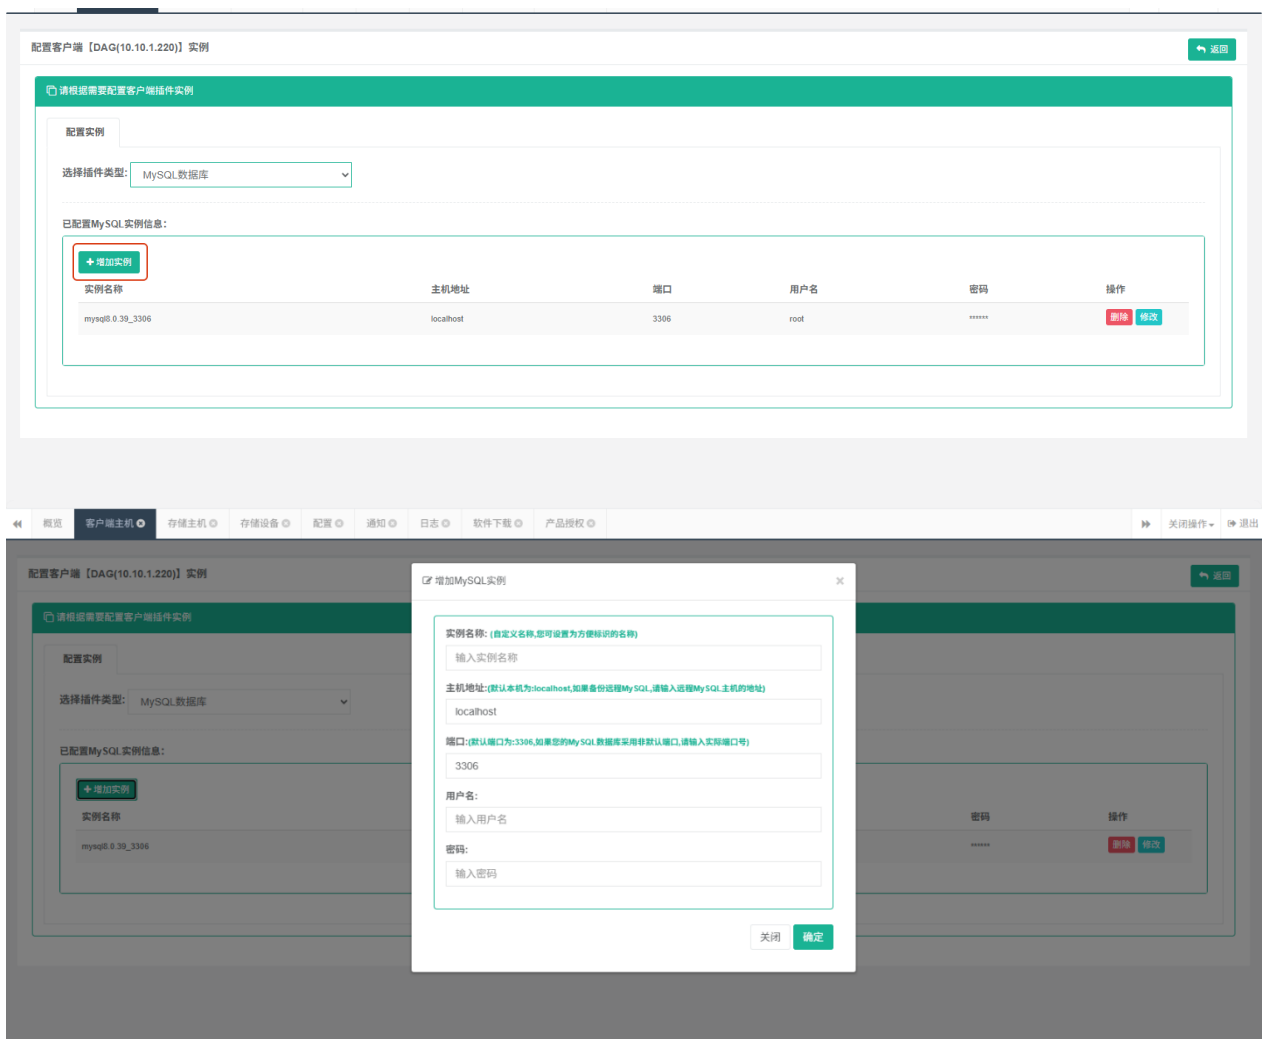 配置客户端【DAG(10.10.1.220)】实例
返回
请根据需要配置客户端插件实例
配置实例
选择插件类型: MySQL数据库
已配置MySQL实例信息:
增加实例
实例名称 主机地址 端口 用户名 密码 操作
mysql8.0.39_3306 localhost 3306 root ****** 删除 修改
概览 客户端主机 存储主机 存储设备 配置 通知 日志 软件下载 产品授权 关闭操作 退出
配置客户端【DAG(10.10.1.220)】实例
返回
请根据需要配置客户端插件实例
配置实例
选择插件类型: MySQL数据库
已配置MySQL实例信息:
增加实例
实例名称 密码 操作
mysql8.0.39_3306 ****** 删除 修改
增加MySQL实例 ×
实例名称: (自定义名称,您可设置为方便标识的名称)
输入实例名称
主机地址:(默认本机为:localhost,如果备份远程MySQL,请输入远程MySQL主机的地址)
localhost
端口:(默认端口为:3306,如果您的MySQL数据库采用非默认端口,请输入实际端口号)
3306
用户名:
输入用户名
密码:
输入密码
关闭 确定